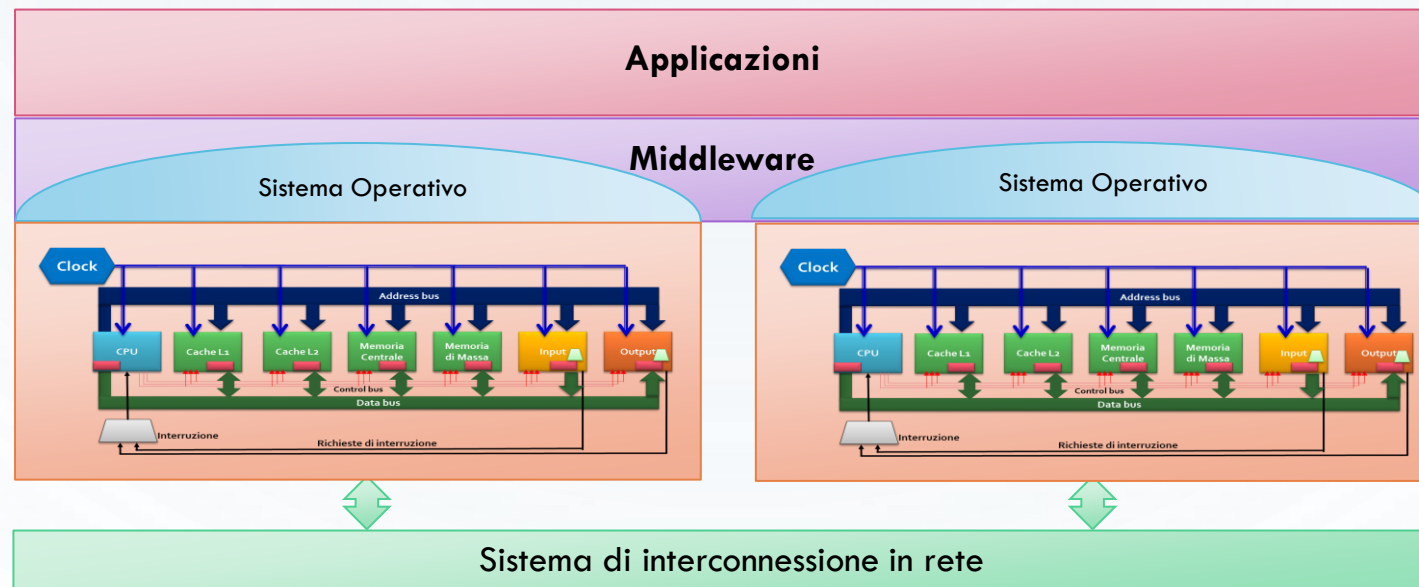 Applicazioni
Middleware
Sistema Operativo
Sistema Operativo
Clock
Address bus
CPU
Cache L1
Cache L2
Memoria
Centrale
Memoria
di Massa
Input
Output
Control bus
Data bus
Interruzione
Richieste di interruzione
Clock
Address bus
CPU
Cache L1
Cache L2
Memoria
Centrale
Memoria
di Massa
Input
Output
Control bus
Data bus
Interruzione
Richieste di interruzione
Sistema di interconnessione in rete